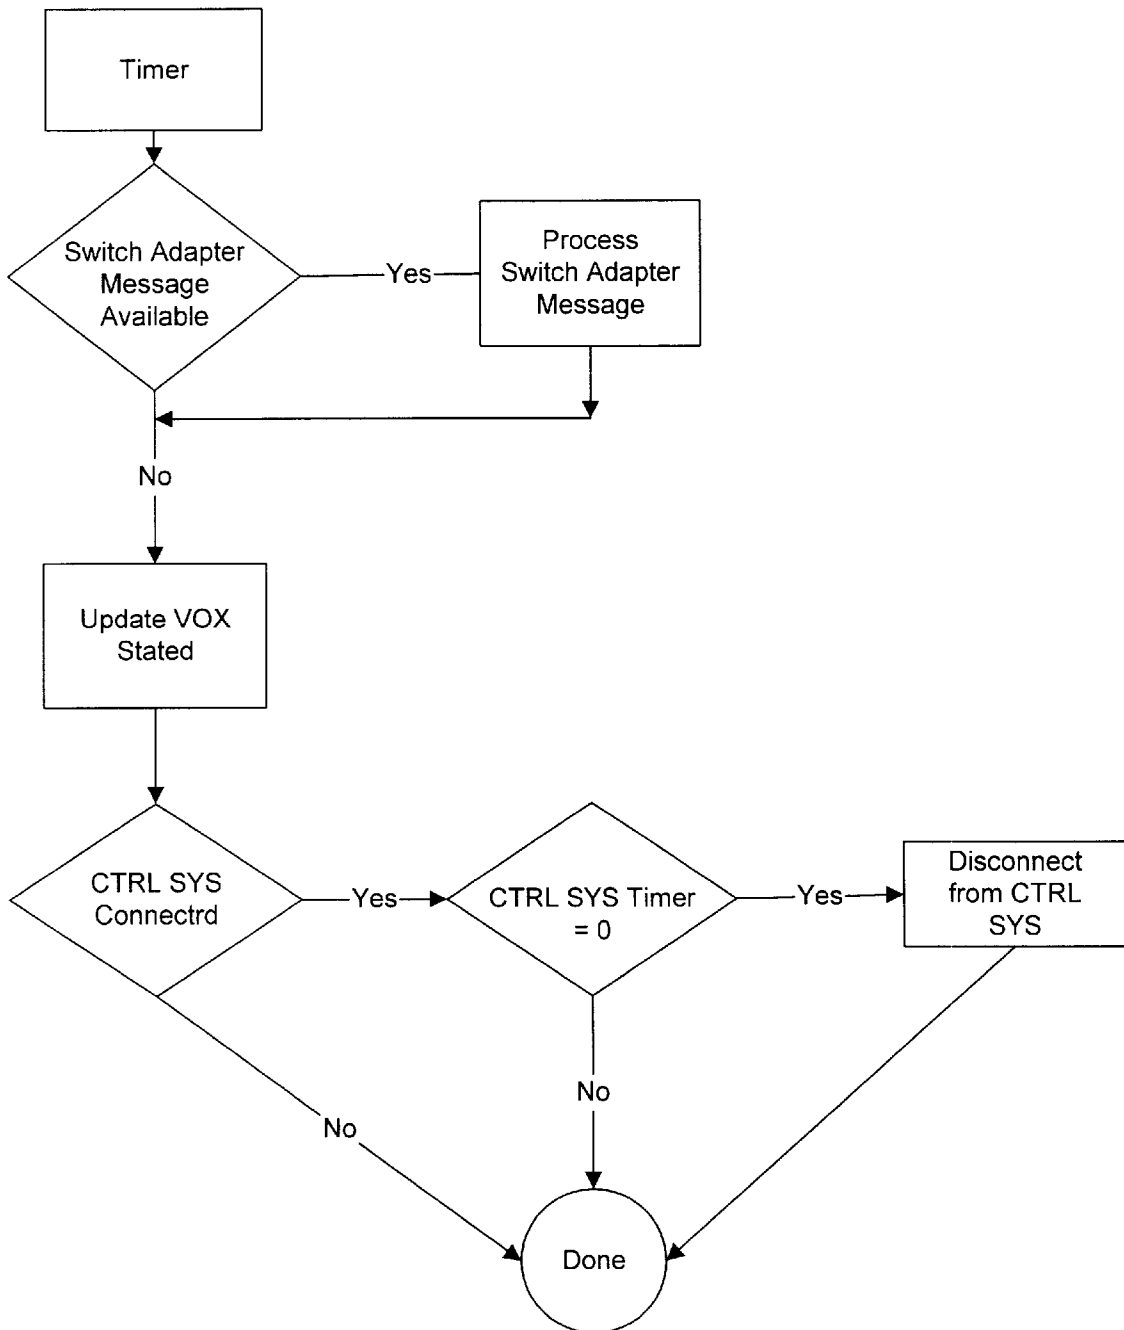 Timer
Switch Adapter
Message
Available
Yes
Process
Switch Adapter
Message
No
Update VOX
Stated
CTRL SYS
Connectrd
Yes
CTRL SYS Timer
= 0
Yes
Disconnect
from CTRL
SYS
No
No
Done